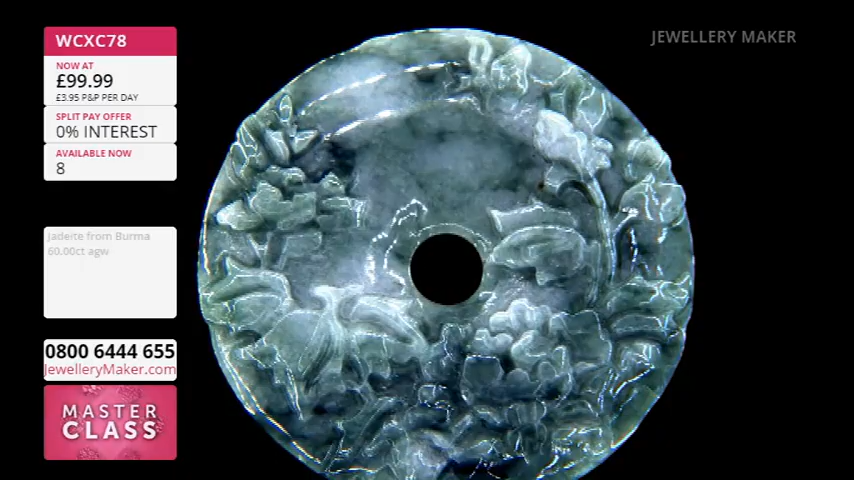 WCXC78
NOW AT
£99.99
£3.95 P&P PER DAY
SPLIT PAY OFFER
0% INTEREST
AVAILABLE NOW
8
Jadeite from Burma
60.00ct agw
0800 6444 655
JewelleryMaker.com
MASTER
CLASS
JEWELLERY MAKER